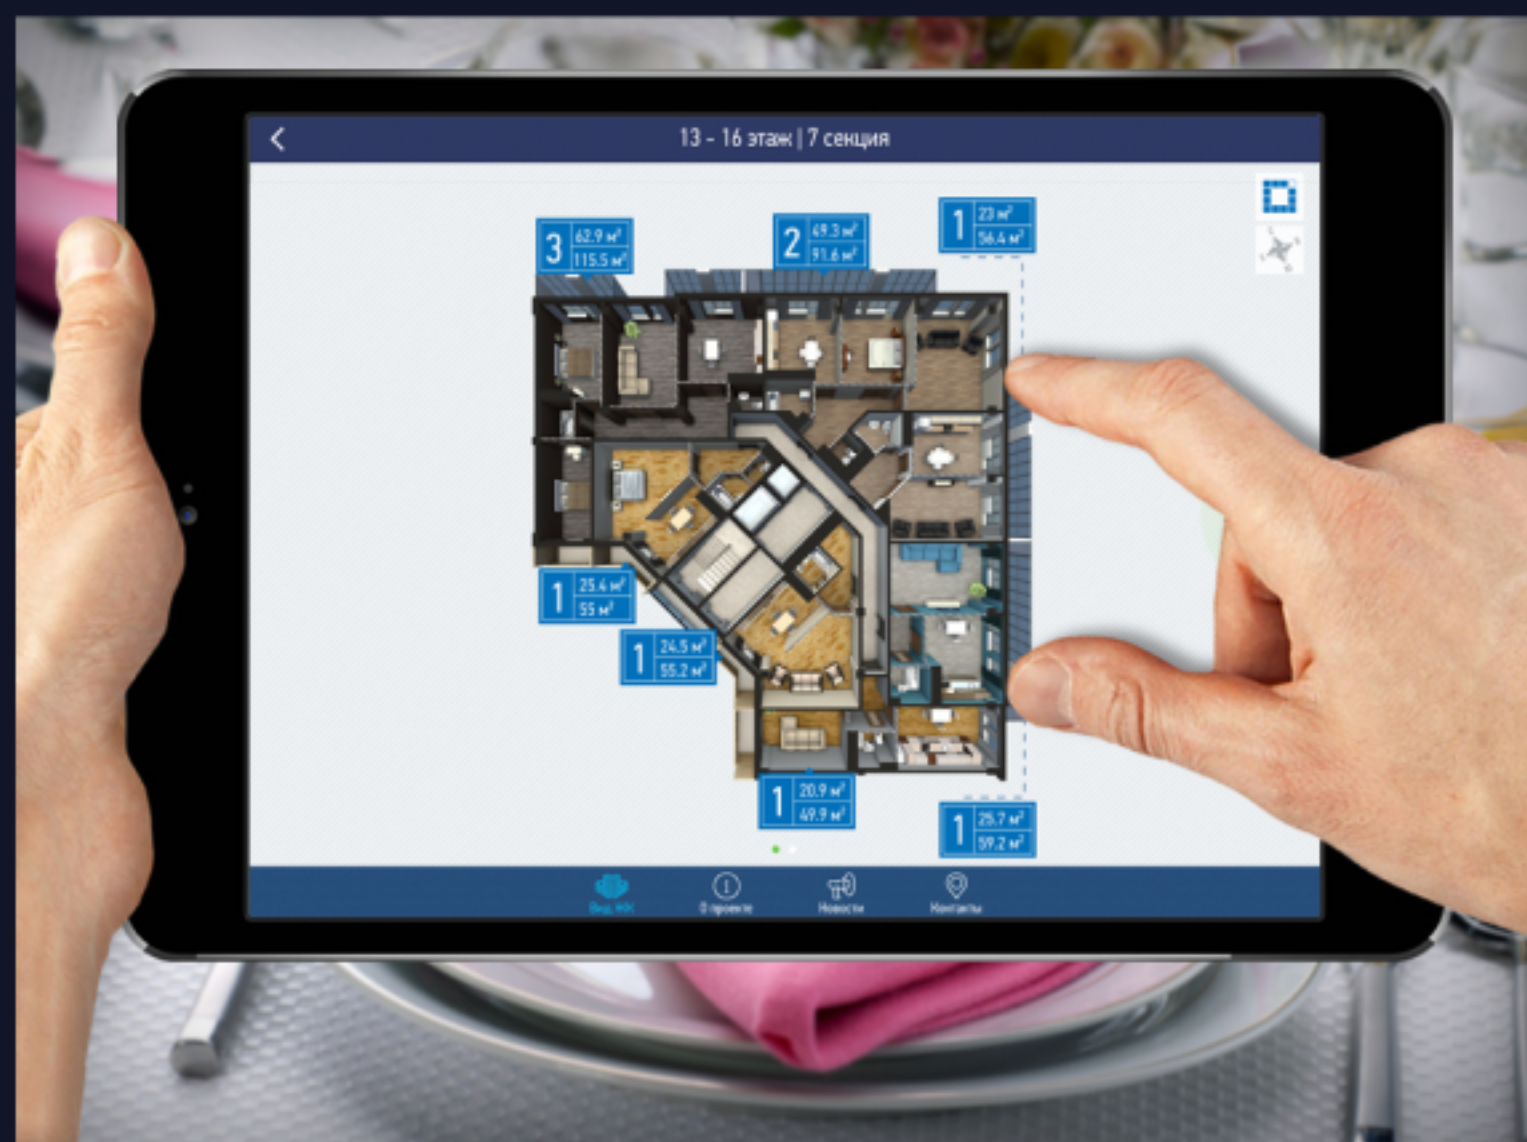 13 - 16 этаж | 7 секция
3 62.9 м²
115.5 м²
2 49.3 м²
91.6 м²
1 23 м²
56.4 м²
1 25.4 м²
55 м²
1 24.5 м²
55.2 м²
1 20.9 м²
49.9 м²
1 25.7 м²
59.2 м²
Вид ЖК
О проекте
Новости
Контакты